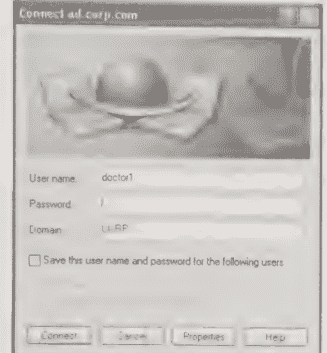 Connect ad.corp.com
User name:
doctor1
Password:
Domain:
Save this user name and password for the following users
Connect
Cancel
Properties
Help